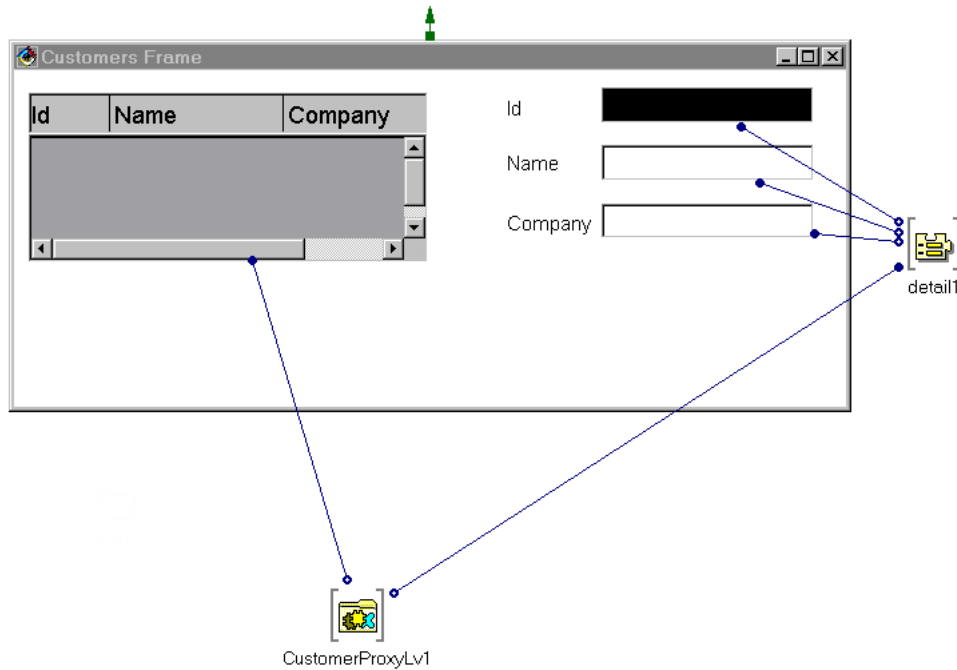 Customers Frame
Id Name Company
Id
Name
Company
detail1
CustomerProxyLv1